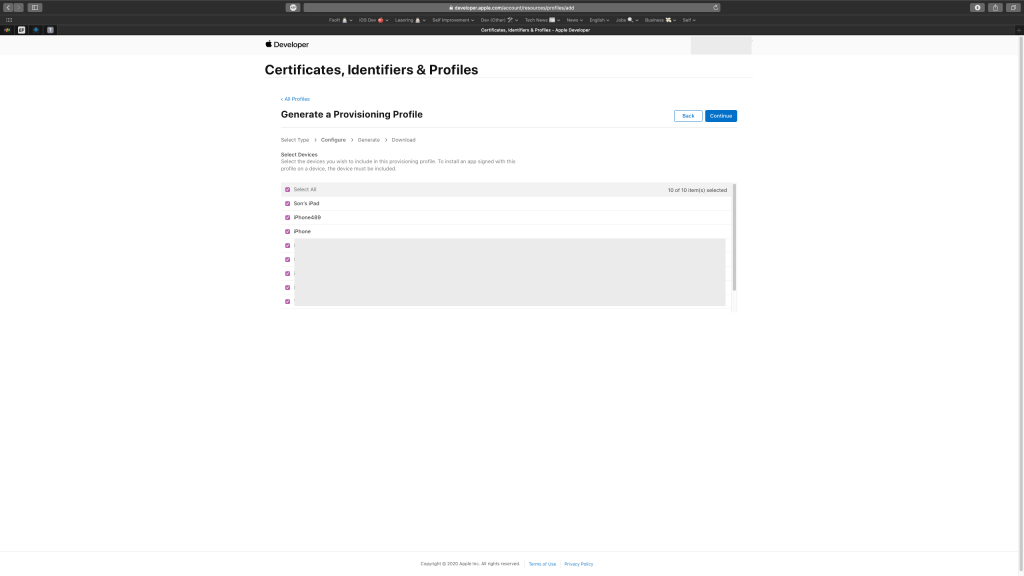 developer.apple.com/account/resources/profiles/add
iOS Dev
Learning
Self Improvement
Dev (Other)
Tech News
News
English
Jobs
Business
Self
Certificates, Identifiers & Profiles - Apple Developer
Developer
Certificates, Identifiers & Profiles
‹ All Profiles
Generate a Provisioning Profile
Back
Continue
Select Type > Configure > Generate > Download
Select Devices
Select the devices you wish to include in this provisioning profile. To install an app signed with this
profile on a device, the device must be included.
Select All
10 of 10 item(s) selected
Son's iPad
iPhone489
iPhone
Copyright © 2020 Apple Inc. All rights reserved.
Terms of Use
Privacy Policy